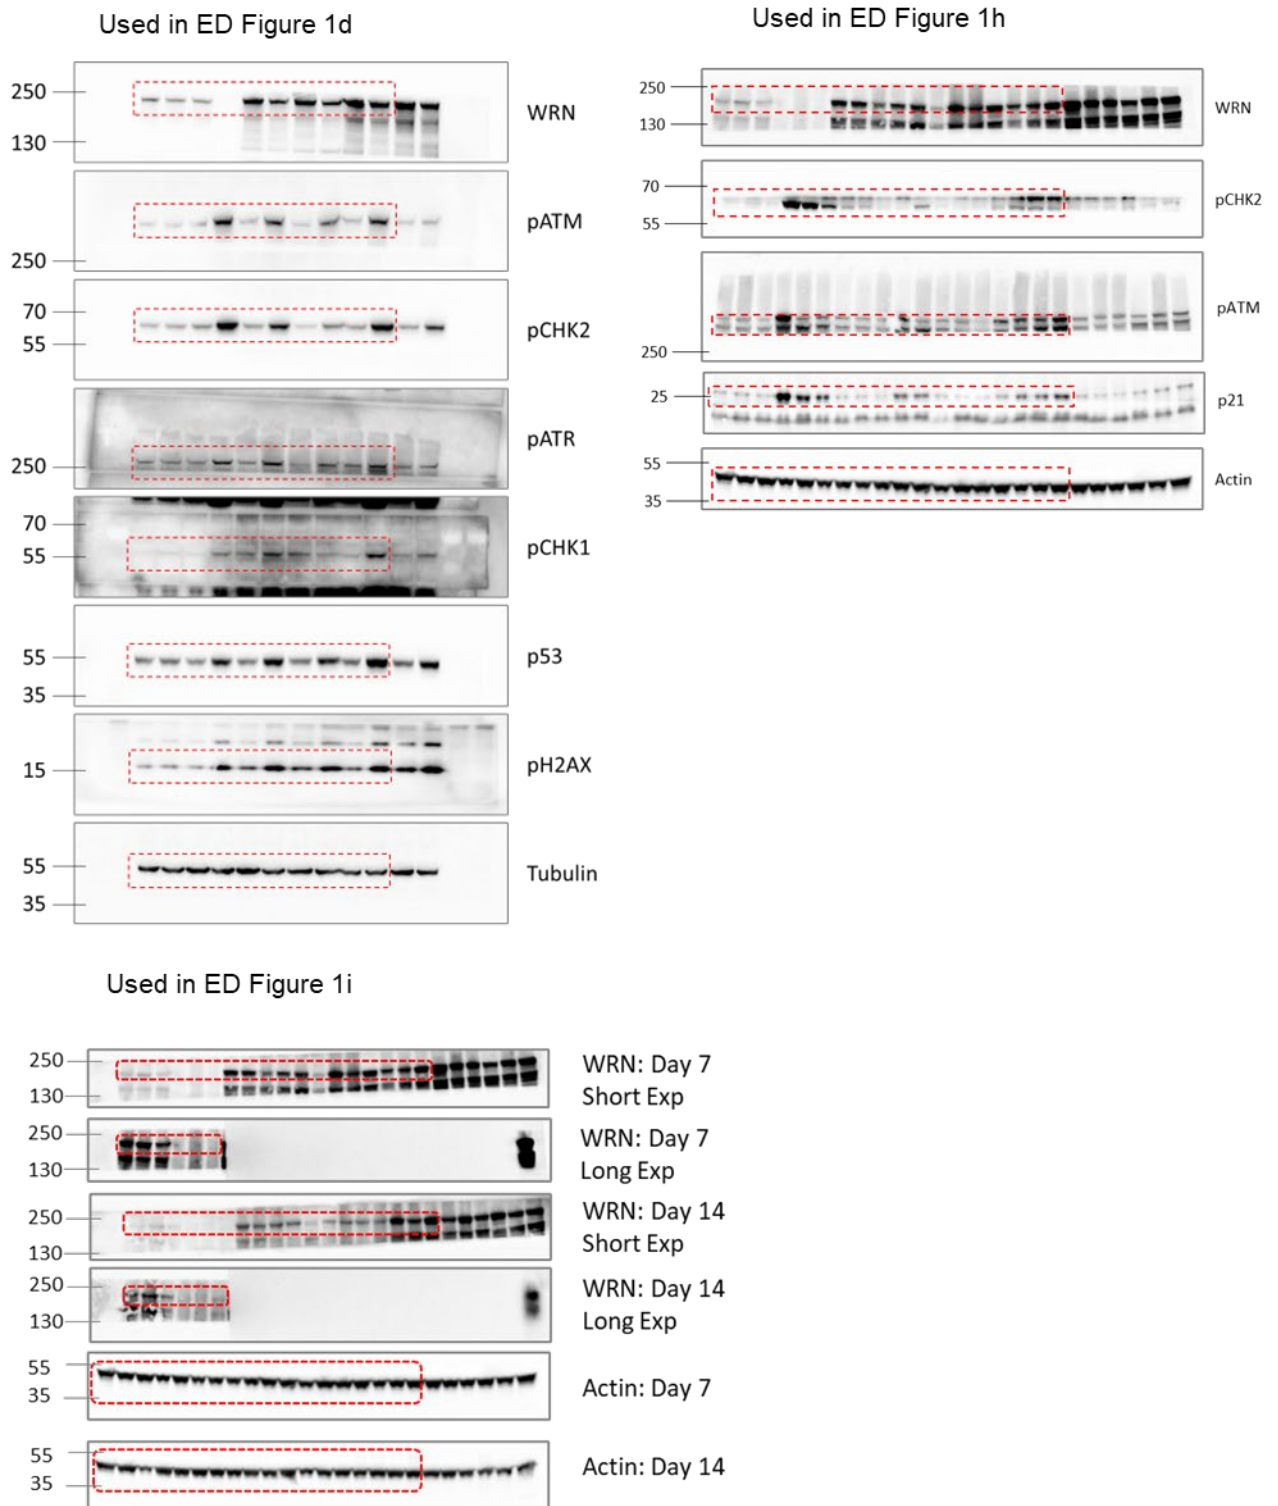 Used in ED Figure 1d
250
130
WRN
pATM
250
70
55
pCHK2
pATR
250
70
55
pCHK1
55
35
p53
15
pH2AX
55
35
Tubulin
Used in ED Figure 1h
250
130
WRN
70
55
pCHK2
pATM
250
25
p21
55
35
Actin
Used in ED Figure 1i
250
130
WRN: Day 7
Short Exp
250
130
WRN: Day 7
Long Exp
250
130
WRN: Day 14
Short Exp
250
130
WRN: Day 14
Long Exp
55
35
Actin: Day 7
55
35
Actin: Day 14